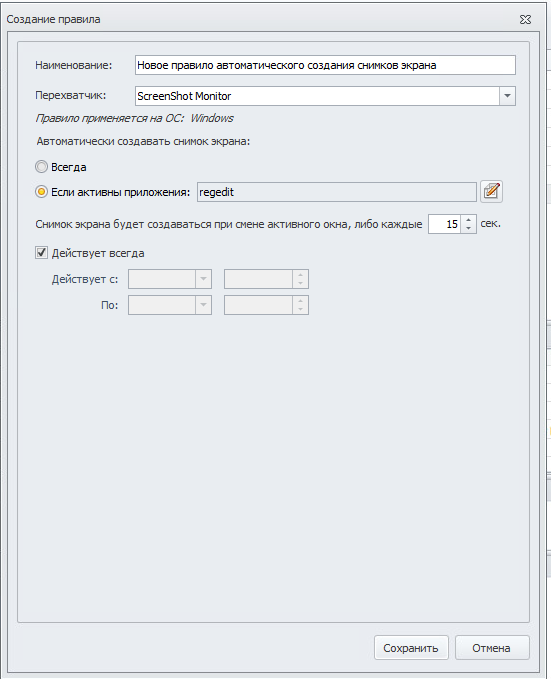 Создание правила
Наименование: Новое правило автоматического создания снимков экрана
Перехватчик: ScreenShot Monitor
Правило применяется на ОС: Windows
Автоматически создавать снимок экрана:
Всегда
Если активны приложения: regedit
Снимок экрана будет создаваться при смене активного окна, либо каждые 15 сек.
Действует всегда
Действует с:
По:
Сохранить Отмена